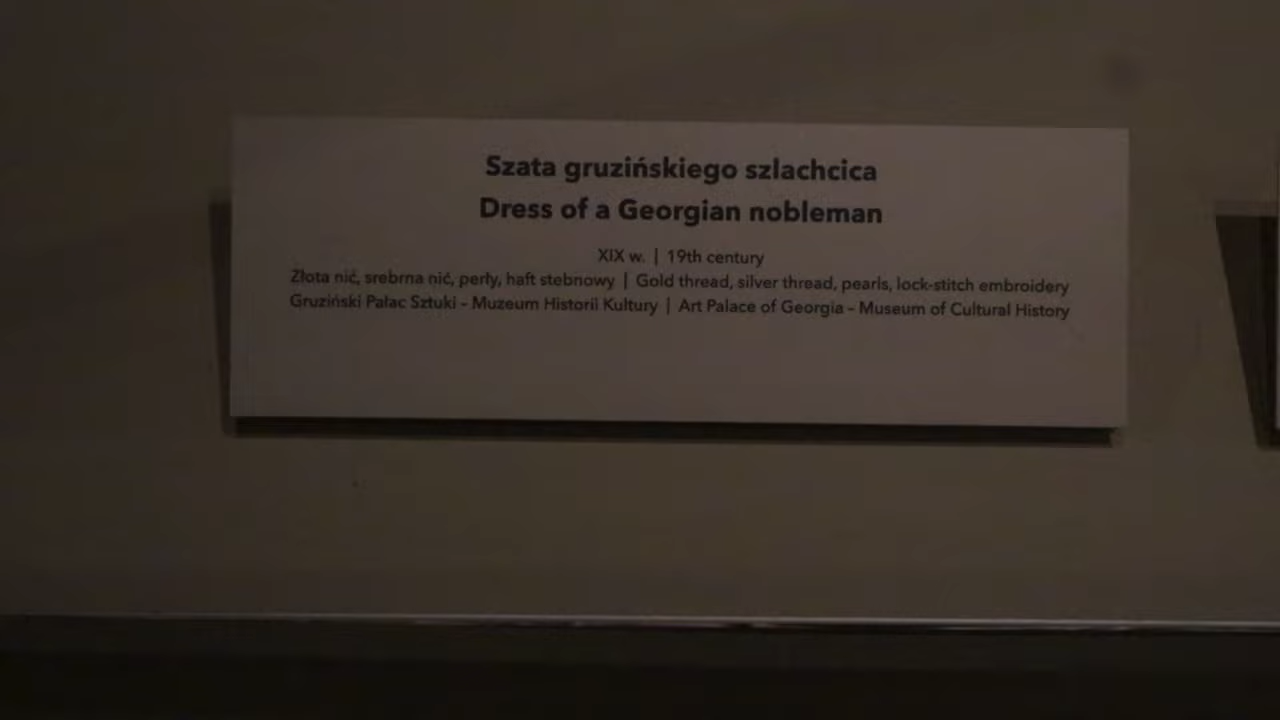 Szata gruzińskiego szlachcica
Dress of a Georgian nobleman
XIX w. | 19th century
Złota nić, srebrna nić, perły, haft stebnowy | Gold thread, silver thread, pearls, lock-stitch embroidery
Gruziński Pałac Sztuki – Muzeum Historii Kultury | Art Palace of Georgia – Museum of Cultural History